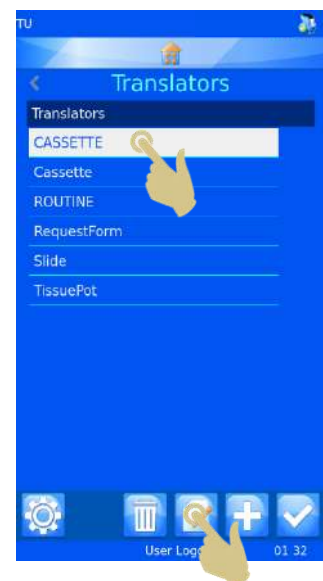 TU
Translators
Translators
CASSETTE
Cassette
ROUTINE
RequestForm
Slide
TissuePot
User Log
01 32